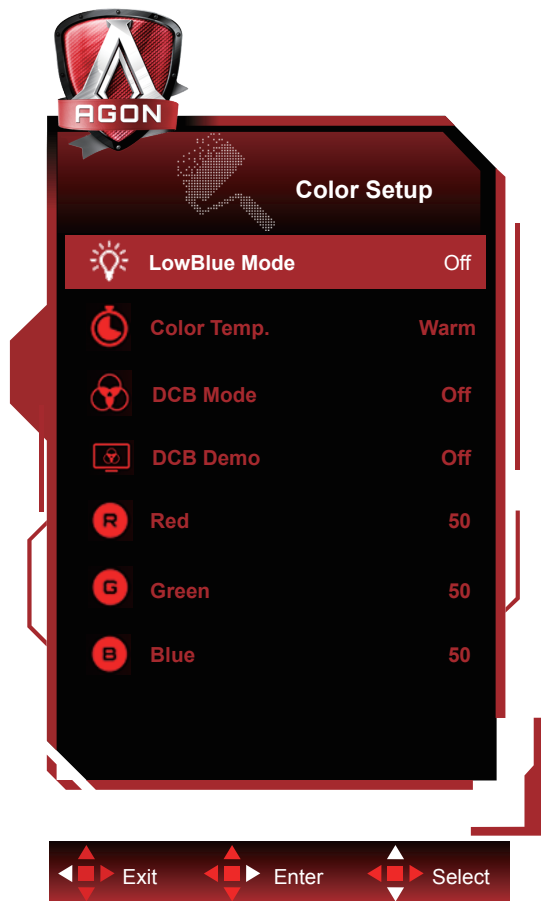 AGON
Color Setup
LowBlue Mode Off
Color Temp. Warm
DCB Mode Off
DCB Demo Off
R Red 50
G Green 50
B Blue 50
Exit Enter Select